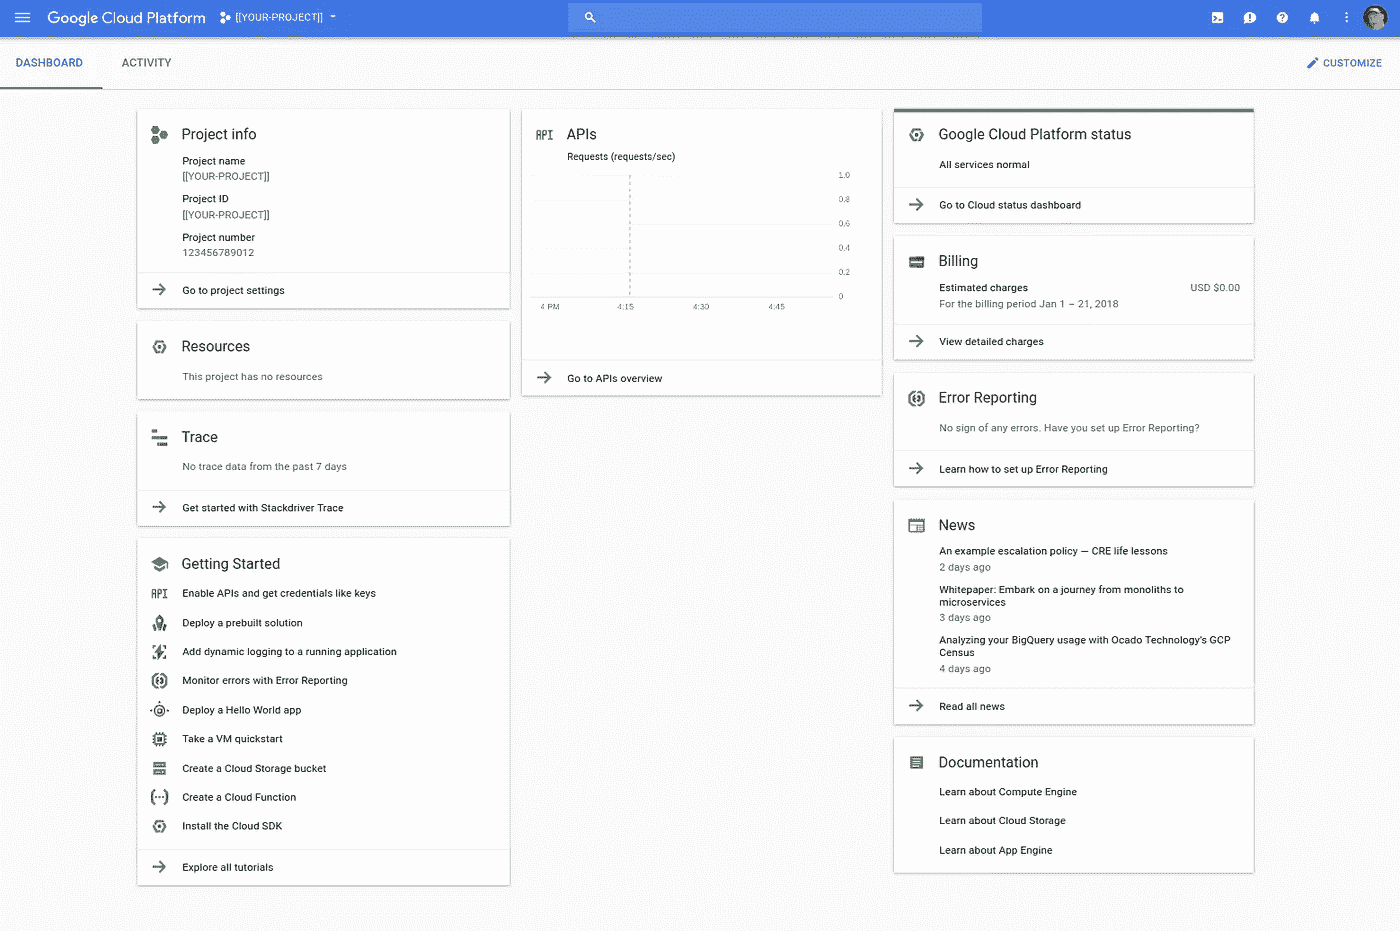 Google Cloud Platform
[[YOUR-PROJECT]]
DASHBOARD
ACTIVITY
CUSTOMIZE
Project info
Project name
[[YOUR-PROJECT]]
Project ID
[[YOUR-PROJECT]]
Project number
123456789012
Go to project settings
Resources
This project has no resources
Trace
No trace data from the past 7 days
Get started with Stackdriver Trace
Getting Started
API
Enable APIs and get credentials like keys
Deploy a prebuilt solution
Add dynamic logging to a running application
Monitor errors with Error Reporting
Deploy a Hello World app
Take a VM quickstart
Create a Cloud Storage bucket
Create a Cloud Function
Install the Cloud SDK
Explore all tutorials
API
APIs
Requests (requests/sec)
1.0
0.8
0.6
0.4
0.2
0
4 PM
4:15
4:30
4:45
Go to APIs overview
Google Cloud Platform status
All services normal
Go to Cloud status dashboard
Billing
Estimated charges
USD $0.00
For the billing period Jan 1 – 21, 2018
View detailed charges
Error Reporting
No sign of any errors. Have you set up Error Reporting?
Learn how to set up Error Reporting
News
An example escalation policy — CRE life lessons
2 days ago
Whitepaper: Embark on a journey from monoliths to
microservices
3 days ago
Analyzing your BigQuery usage with Ocado Technology's GCP
Census
4 days ago
Read all news
Documentation
Learn about Compute Engine
Learn about Cloud Storage
Learn about App Engine